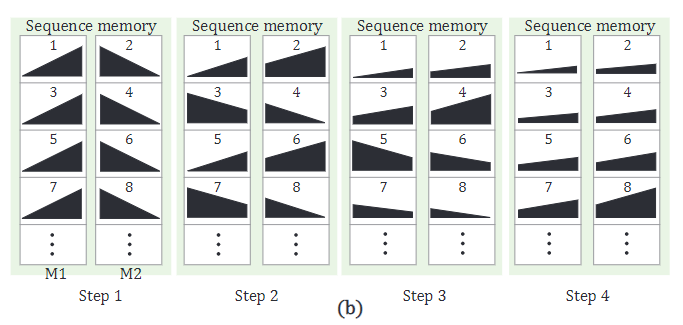 Sequence memory Sequence memory Sequence memory Sequence memory
1 2 1 2 1 2 1 2
3 4 3 4 3 4 3 4
5 6 5 6 5 6 5 6
7 8 7 8 7 8 7 8
M1 M2
Step 1 Step 2 Step 3 Step 4
(b)